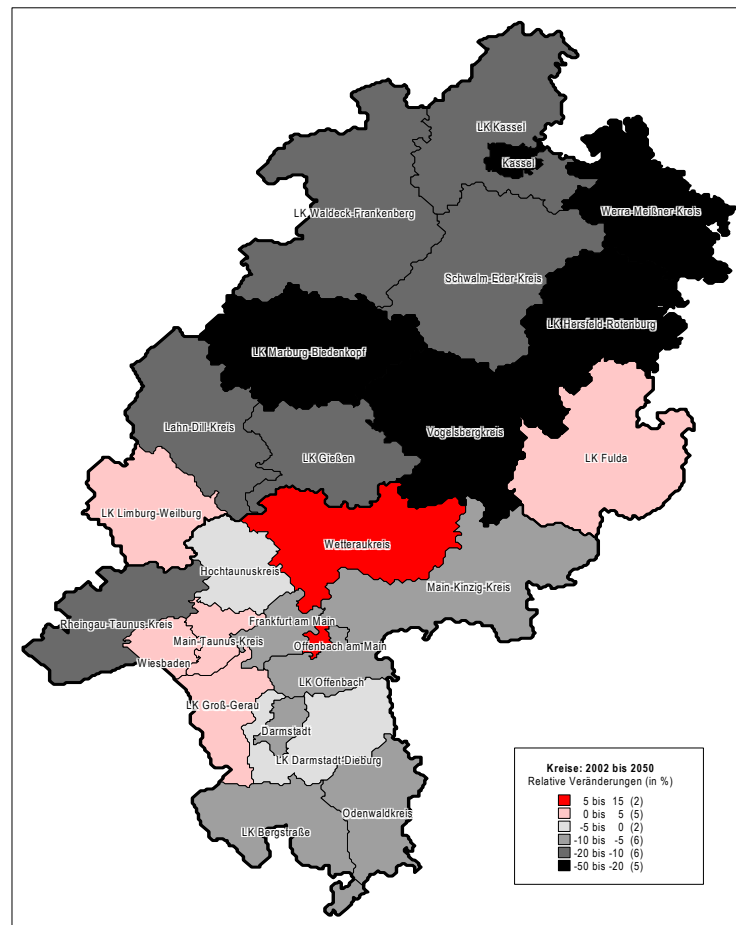 LK Kassel
Kassel
LK Waldeck-Frankenberg
Werra-Meißner-Kreis
Schwalm-Eder-Kreis
LK Hersfeld-Rotenburg
LK Marburg-Biedenkopf
Lahn-Dill-Kreis
Vogelsbergkreis
LK Gießen
LK Fulda
LK Limburg-Weilburg
Wetteraukreis
Hochtaunuskreis
Main-Kinzig-Kreis
Rheingau-Taunus-Kreis
Frankfurt am Main
Main-Taunus-Kreis
Offenbach am Main
Wiesbaden
LK Offenbach
LK Groß-Gerau
Darmstadt
LK Darmstadt-Dieburg
Odenwaldkreis
LK Bergstraße
Kreise: 2002 bis 2050
Relative Veränderungen (in %)
5 bis 15 (2)
0 bis 5 (5)
-5 bis 0 (2)
-10 bis -5 (6)
-20 bis -10 (6)
-50 bis -20 (5)